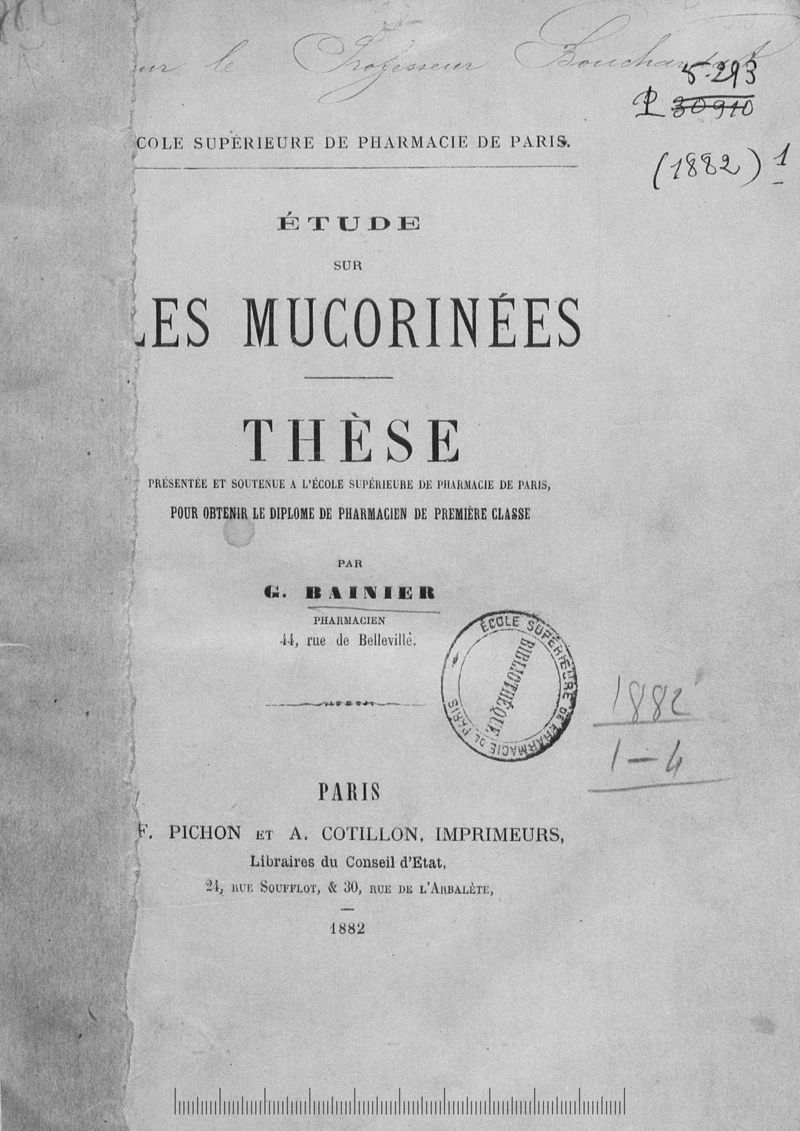 ur le Professeur Bouchardat
5.293
P 30910
(1882) 1
COLE SUPÉRIEURE DE PHARMACIE DE PARIS.
ÉTUDE
SUR
LES MUCORINÉES
THÈSE
PRÉSENTÉE ET SOUTENUE A L'ÉCOLE SUPÉRIEURE DE PHARMACIE DE PARIS,
POUR OBTENIR LE DIPLOME DE PHARMACIEN DE PREMIÈRE CLASSE
PAR
G. BAINIER
PHARMACIEN
44, rue de Belleville.
ÉCOLE SUPÉRIEURE DE PHARMACIE DE PARIS
BIBLIOTHÈQUE.
1882
1-4
PARIS
F. PICHON ET A. COTILLON, IMPRIMEURS,
Libraires du Conseil d'Etat,
24, RUE SOUFFLOT, & 30, RUE DE L'ARBALÈTE,
1882